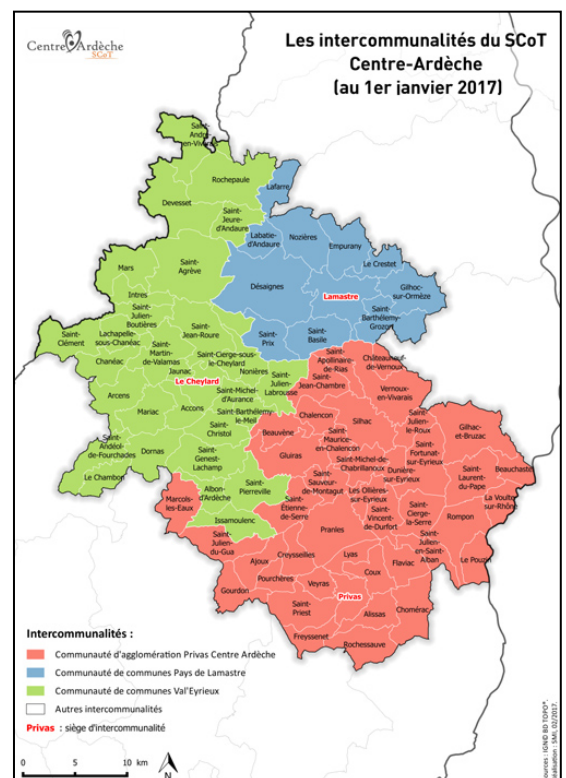 Centre Ardèche
SCoT
Les intercommunalités du SCoT
Centre-Ardèche
(au 1er janvier 2017)
Saint-
André-
en-Vivarais
Rochepaule
Lafarre
Devesset
Saint-
Jeure-
d'Andaure
Labatie-
d'Andaure
Nozières
Empurany
Le Crestet
Mars
Saint-
Agrève
Désaignes
Gilhoc-
sur-Ormèze
Lamastre
Intres
Saint-
Julien-
Boutières
Saint-
Barthélemy-
Grozon
Saint-
Clément
Lachapelle-
sous-Chanéac
Saint-
Jean-Roure
Saint-
Prix
Saint-
Basile
Chanéac
Saint-
Martin-
de-Valamas
Saint-Cierge-sous-
le-Cheylard
Saint-
Apollinaire-
de-Rias
Châteauneuf-
de-Vernoux
Jaunac
Nonières
Saint-
Julien-
Labrousse
Saint-
Jean-Chambre
Le Cheylard
Vernoux-
en-Vivarais
Arcens
Saint-Michel-
d'Aurance
Mariac
Accons
Saint-Barthélemy-
le-Meil
Chalencon
Silhac
Saint-
Julien-
le-Roux
Saint-
Christol
Beauvène
Saint-
Maurice-
en-Chalencon
Saint-
Fortunat-
sur-Eyrieux
Gilhac-
et-Bruzac
Saint-
Andéol-
de-Fourchades
Dornas
Saint-
Genest-
Lachamp
Gluiras
Saint-Michel-de-
Chabrillanoux
Dunière-
sur-Eyrieux
Beauchastel
Le Chambon
Saint-
Sauveur-
de-Montagut
Saint-
Laurent-
du-Pape
Albon-
d'Ardèche
Saint-
Pierreville
Les Ollières-
sur-Eyrieux
La Voulte-
sur-Rhône
Marcols-
les-Eaux
Saint-
Étienne-
de-Serre
Saint-
Vincent-
de-Durfort
Saint-
Cierge-
la-Serre
Rompon
Issamoulenc
Pranles
Saint-
Julien-
du-Gua
Saint-
Julien-
en-Saint-
Alban
Le Pouzin
Ajoux
Creysseilles
Lyas
Flaviac
Coux
Gourdon
Pourchères
Veyras
Privas
Saint-
Priest
Alissas
Chomérac
Freyssenet
Rochessauve
Intercommunalités :
Communauté d'agglomération Privas Centre Ardèche
Communauté de communes Pays de Lamastre
Communauté de communes Val'Eyrieux
Autres intercommunalités
Privas : siège d'intercommunalité
0 5 10 km
N